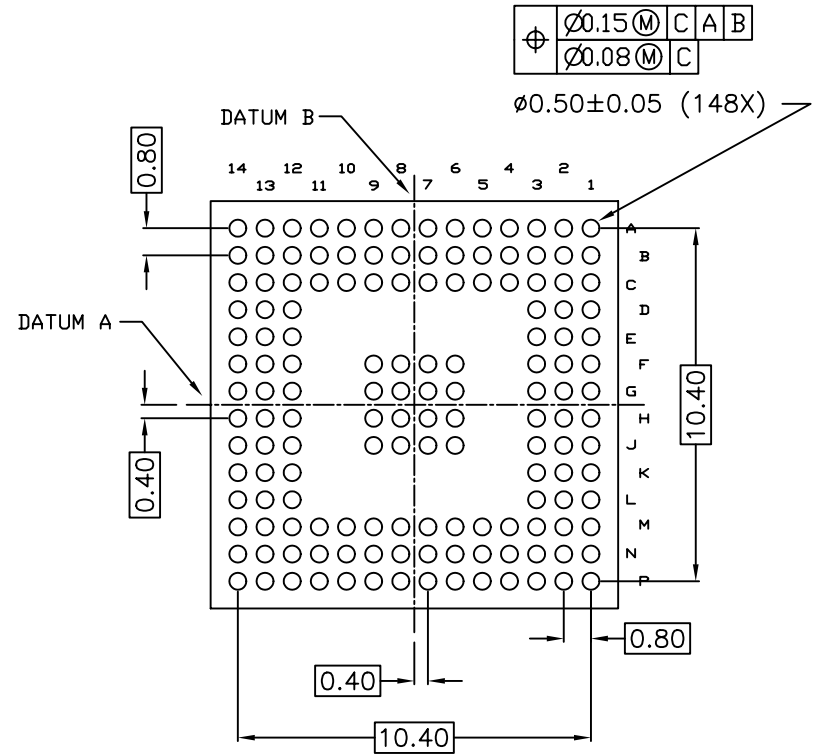 ⌖ Ø0.15 Ⓜ C A B
Ø0.08 Ⓜ C
Ø0.50±0.05 (148X)
DATUM B
0.80
14 12 10 8 6 4 2
13 11 9 7 5 3 1
A
B
C
D
DATUM A
E
F
G
10.40
H
0.40
J
K
L
M
N
P
0.80
0.40
10.40